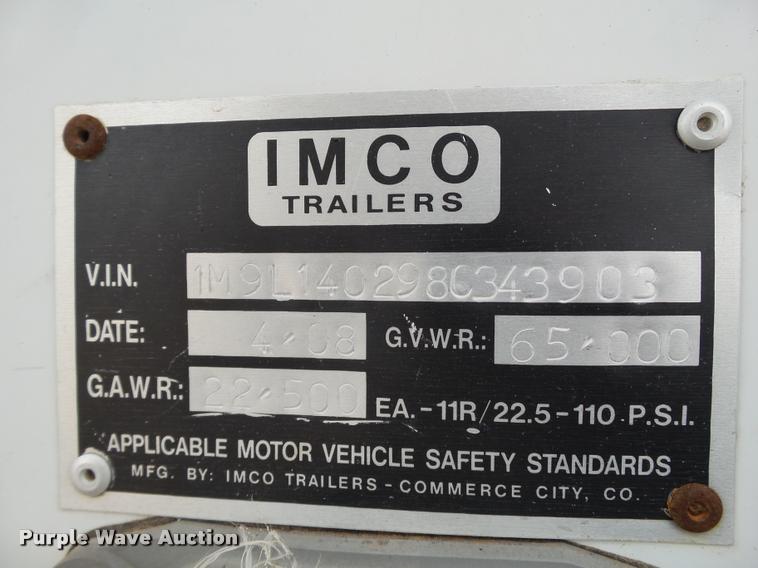 IMCO
TRAILERS
V.I.N. 1M9L140298C343903
DATE: 4-08 G.V.W.R.: 65-000
G.A.W.R.: 22-500 EA.-11R/22.5-110 P.S.I.
APPLICABLE MOTOR VEHICLE SAFETY STANDARDS
MFG. BY: IMCO TRAILERS - COMMERCE CITY, CO.
Purple Wave Auction